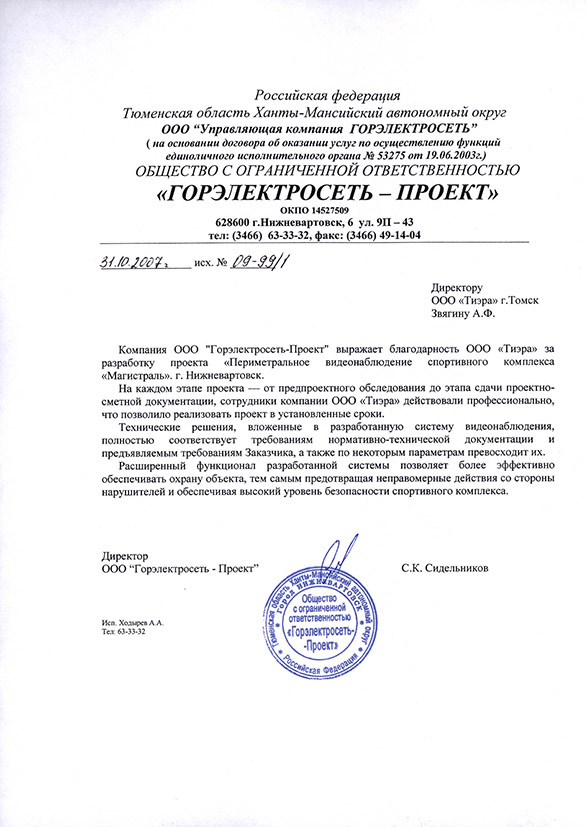 Российская федерация
Тюменская область Ханты-Мансийский автономный округ
ООО “Управляющая компания ГОРЭЛЕКТРОСЕТЬ”
( на основании договора об оказании услуг по осуществлению функций
единоличного исполнительного органа № 53275 от 19.06.2003г.)
ОБЩЕСТВО С ОГРАНИЧЕННОЙ ОТВЕТСТВЕННОСТЬЮ
«ГОРЭЛЕКТРОСЕТЬ – ПРОЕКТ»
ОКПО 14527509
628600 г.Нижневартовск, 6 ул. 9П – 43
тел: (3466) 63-33-32, факс: (3466) 49-14-04
31.10.2007г. исх. № 09-99/1
Директору
ООО «Тиэра» г.Томск
Звягину А.Ф.
Компания ООО "Горэлектросеть-Проект" выражает благодарность ООО «Тиэра» за
разработку проекта «Периметральное видеонаблюдение спортивного комплекса
«Магистраль». г. Нижневартовск.
На каждом этапе проекта — от предпроектного обследования до этапа сдачи проектно-
сметной документации, сотрудники компании ООО «Тиэра» действовали профессионально,
что позволило реализовать проект в установленные сроки.
Технические решения, вложенные в разработанную систему видеонаблюдения,
полностью соответствует требованиям нормативно-технической документации и
предъявляемым требованиям Заказчика, а также по некоторым параметрам превосходит их.
Расширенный функционал разработанной системы позволяет более эффективно
обеспечивать охрану объекта, тем самым предотвращая неправомерные действия со стороны
нарушителей и обеспечивая высокий уровень безопасности спортивного комплекса.
Директор
ООО “Горэлектросеть - Проект”
С.К. Сидельников
Исп. Ходырев А.А.
Тел: 63-33-32
Тюменская область Ханты-Мансийский автономный округ
Российская Федерация
ГОРОД НИЖНЕВАРТОВСК
Общество
с ограниченной
ответственностью
«Горэлектросеть-
-Проект»